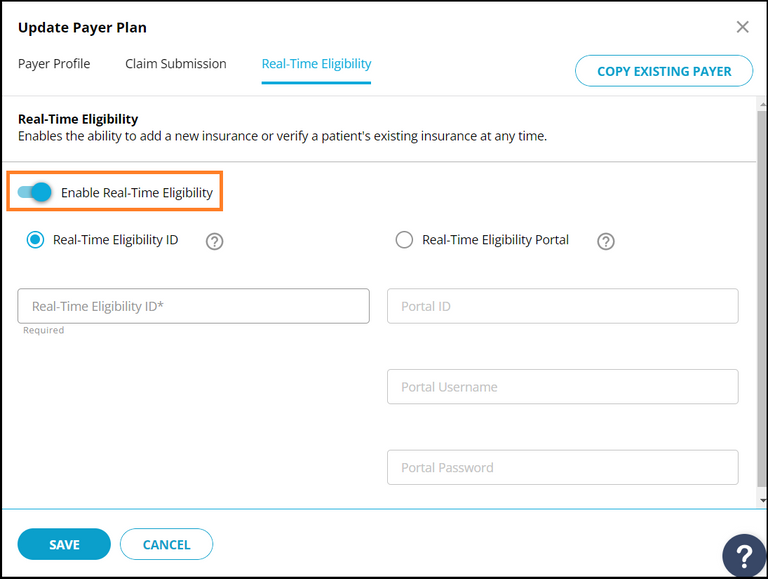 Update Payer Plan
Payer Profile
Claim Submission
Real-Time Eligibility
COPY EXISTING PAYER
Real-Time Eligibility
Enables the ability to add a new insurance or verify a patient's existing insurance at any time.
Enable Real-Time Eligibility
Real-Time Eligibility ID
?
Real-Time Eligibility Portal
?
Real-Time Eligibility ID*
Required
Portal ID
Portal Username
Portal Password
SAVE
CANCEL
?